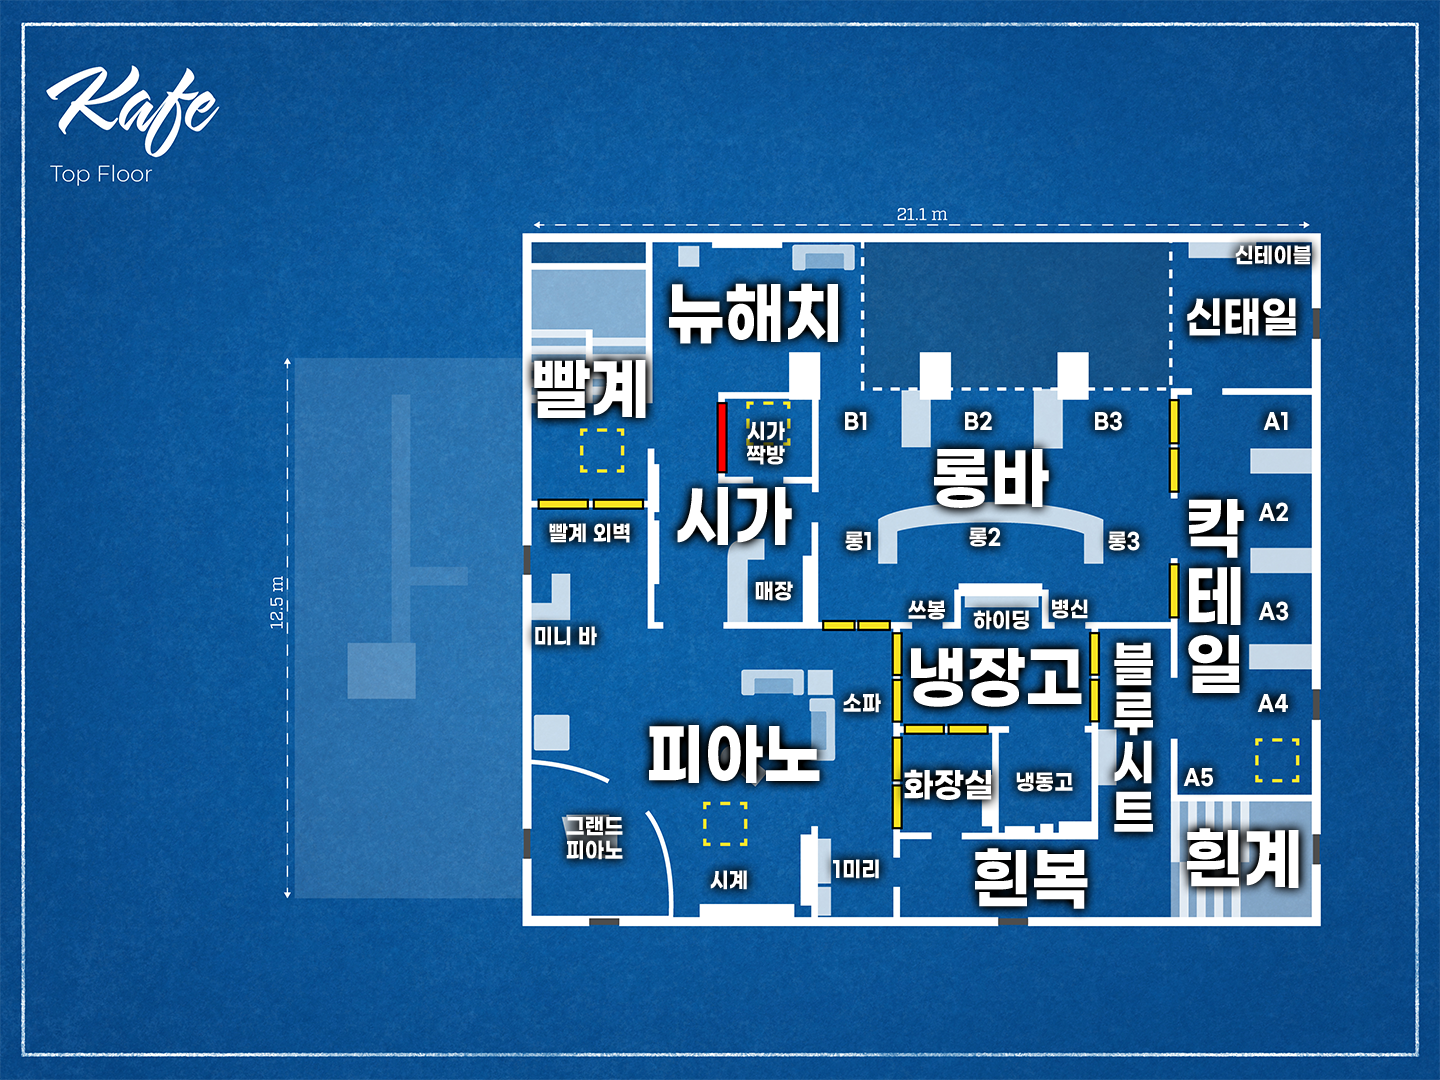 Kafe
Top Floor
21.1 m
12.5 m
신테이블
뉴해치
신태일
빨계
시가
짝방
B1
B2
B3
A1
롱바
시가
칵
테
일
A2
빨계 외벽
롱1
롱2
롱3
매장
쓰봉
하이딩
병신
A3
미니 바
냉장고
블
루
시
트
소파
A4
피아노
화장실
냉동고
A5
그랜드
피아노
시계
1미리
흰복
흰계